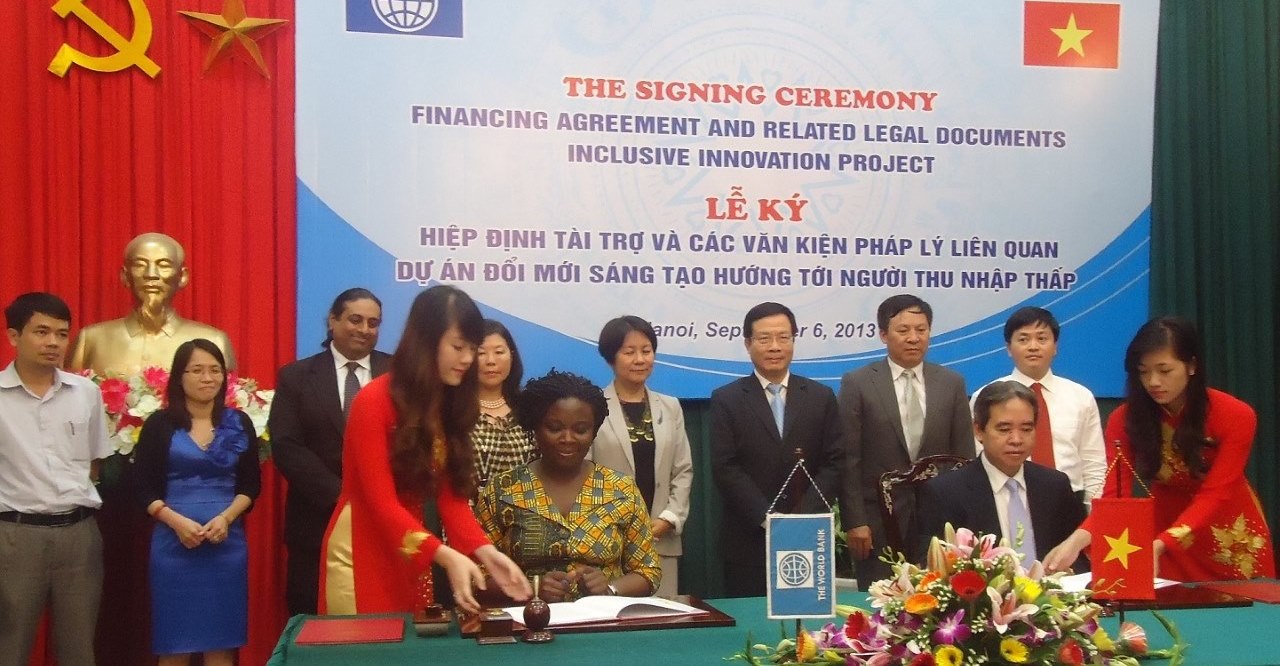 THE SIGNING CEREMONY
FINANCING AGREEMENT AND RELATED LEGAL DOCUMENTS
INCLUSIVE INNOVATION PROJECT
LỄ KÝ
HIỆP ĐỊNH TÀI TRỢ VÀ CÁC VĂN KIỆN PHÁP LÝ LIÊN QUAN
DỰ ÁN ĐỔI MỚI SÁNG TẠO HƯỚNG TỚI NGƯỜI THU NHẬP THẤP
6, 2013
THE WORLD BANK